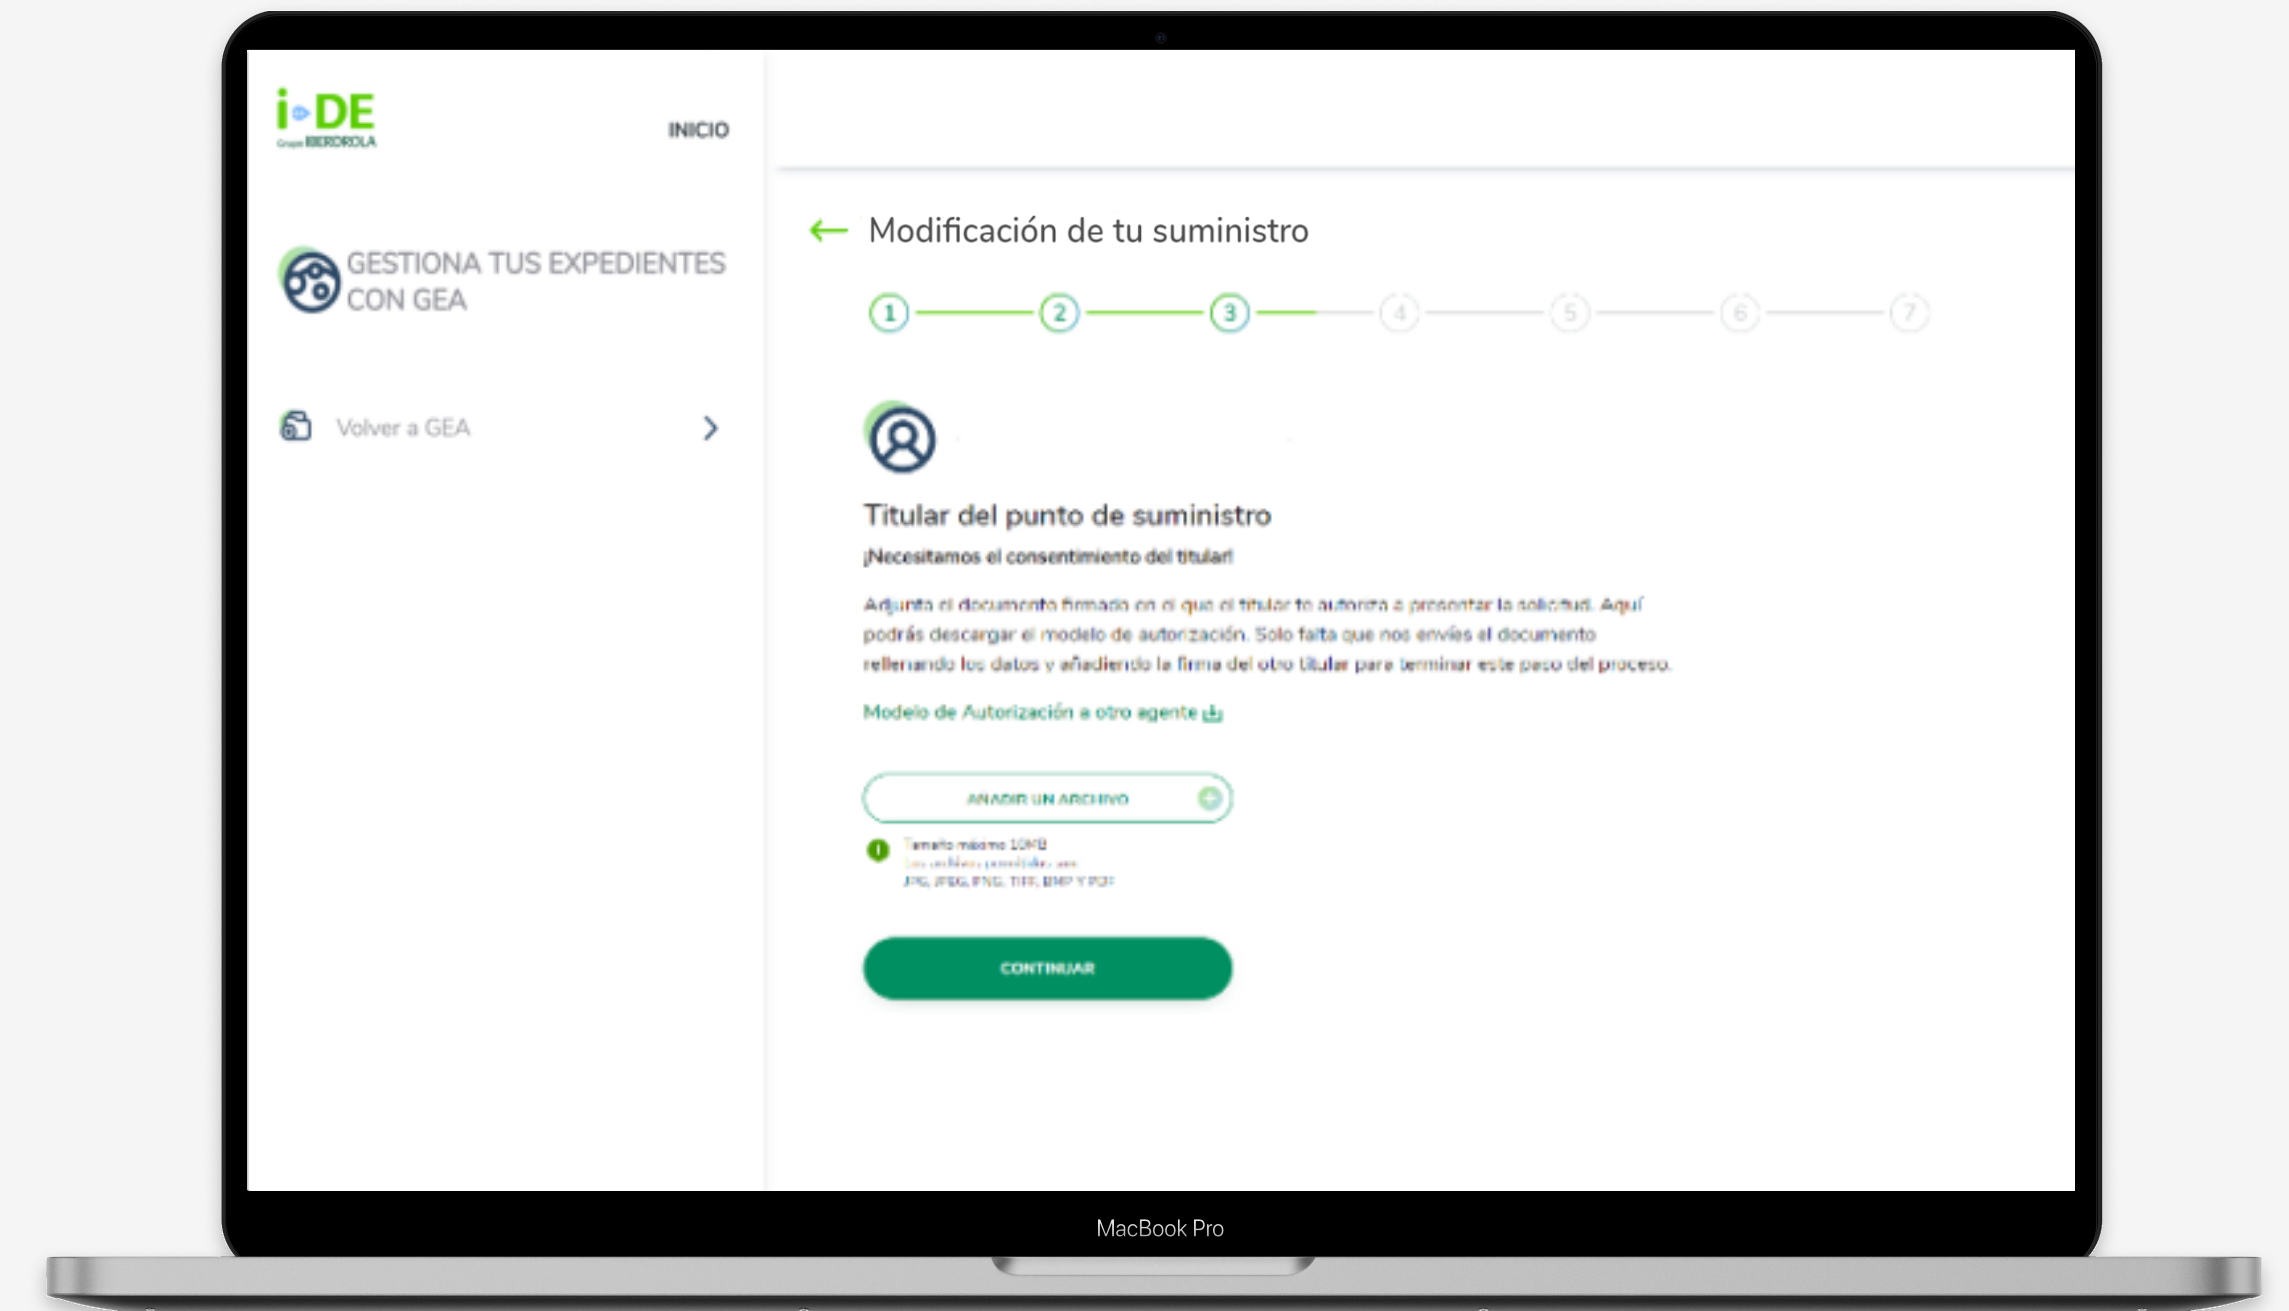 i-DE
Grupo IBERDROLA
INICIO
GESTIONA TUS EXPEDIENTES
CON GEA
Volver a GEA
Modificación de tu suministro
1 2 3 4 5 6 7
Titular del punto de suministro
¡Necesitamos el consentimiento del titular!
Adjunta el documento firmado en el que el titular te autoriza a presentar la solicitud. Aquí
podrás descargar el modelo de autorización. Solo falta que nos envíes el documento
rellenando los datos y añadiendo la firma del otro titular para terminar este paso del proceso.
Modelo de Autorización a otro agente
AÑADIR UN ARCHIVO
Tamaño máximo 10MB
Los archivos permitidos son
JPG, JPEG, PNG, TIFF, BMP Y PDF
CONTINUAR
MacBook Pro